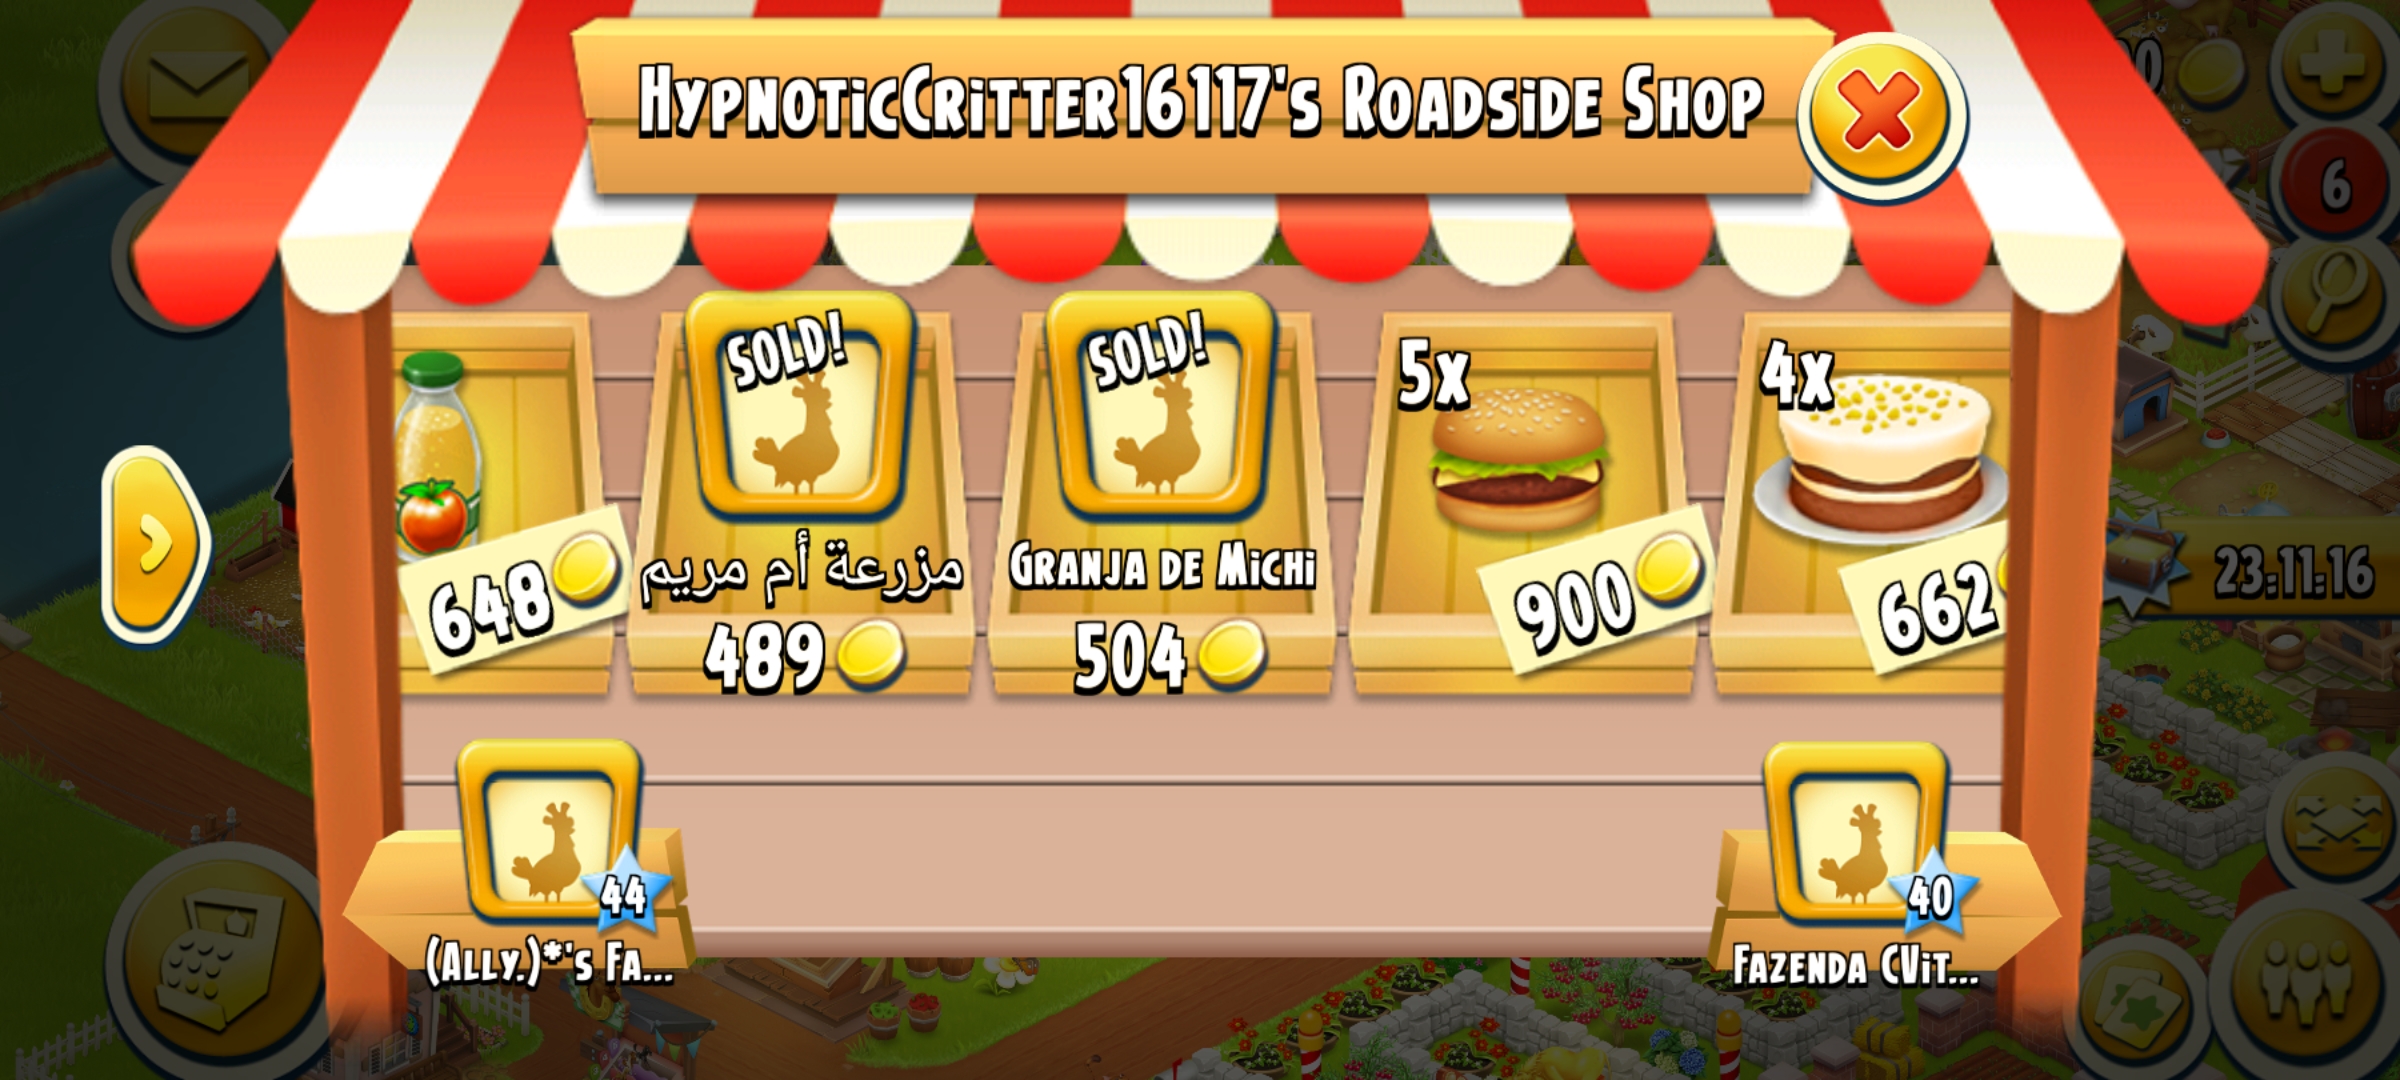 HypnoticCritter16117's Roadside Shop
6
SOLD!
SOLD!
5x
4x
648
مزرعة أم مريم
489
Granja de Michi
504
900
662
23:11:16
44
(Ally.)*'s Fa...
40
Fazenda CVit...